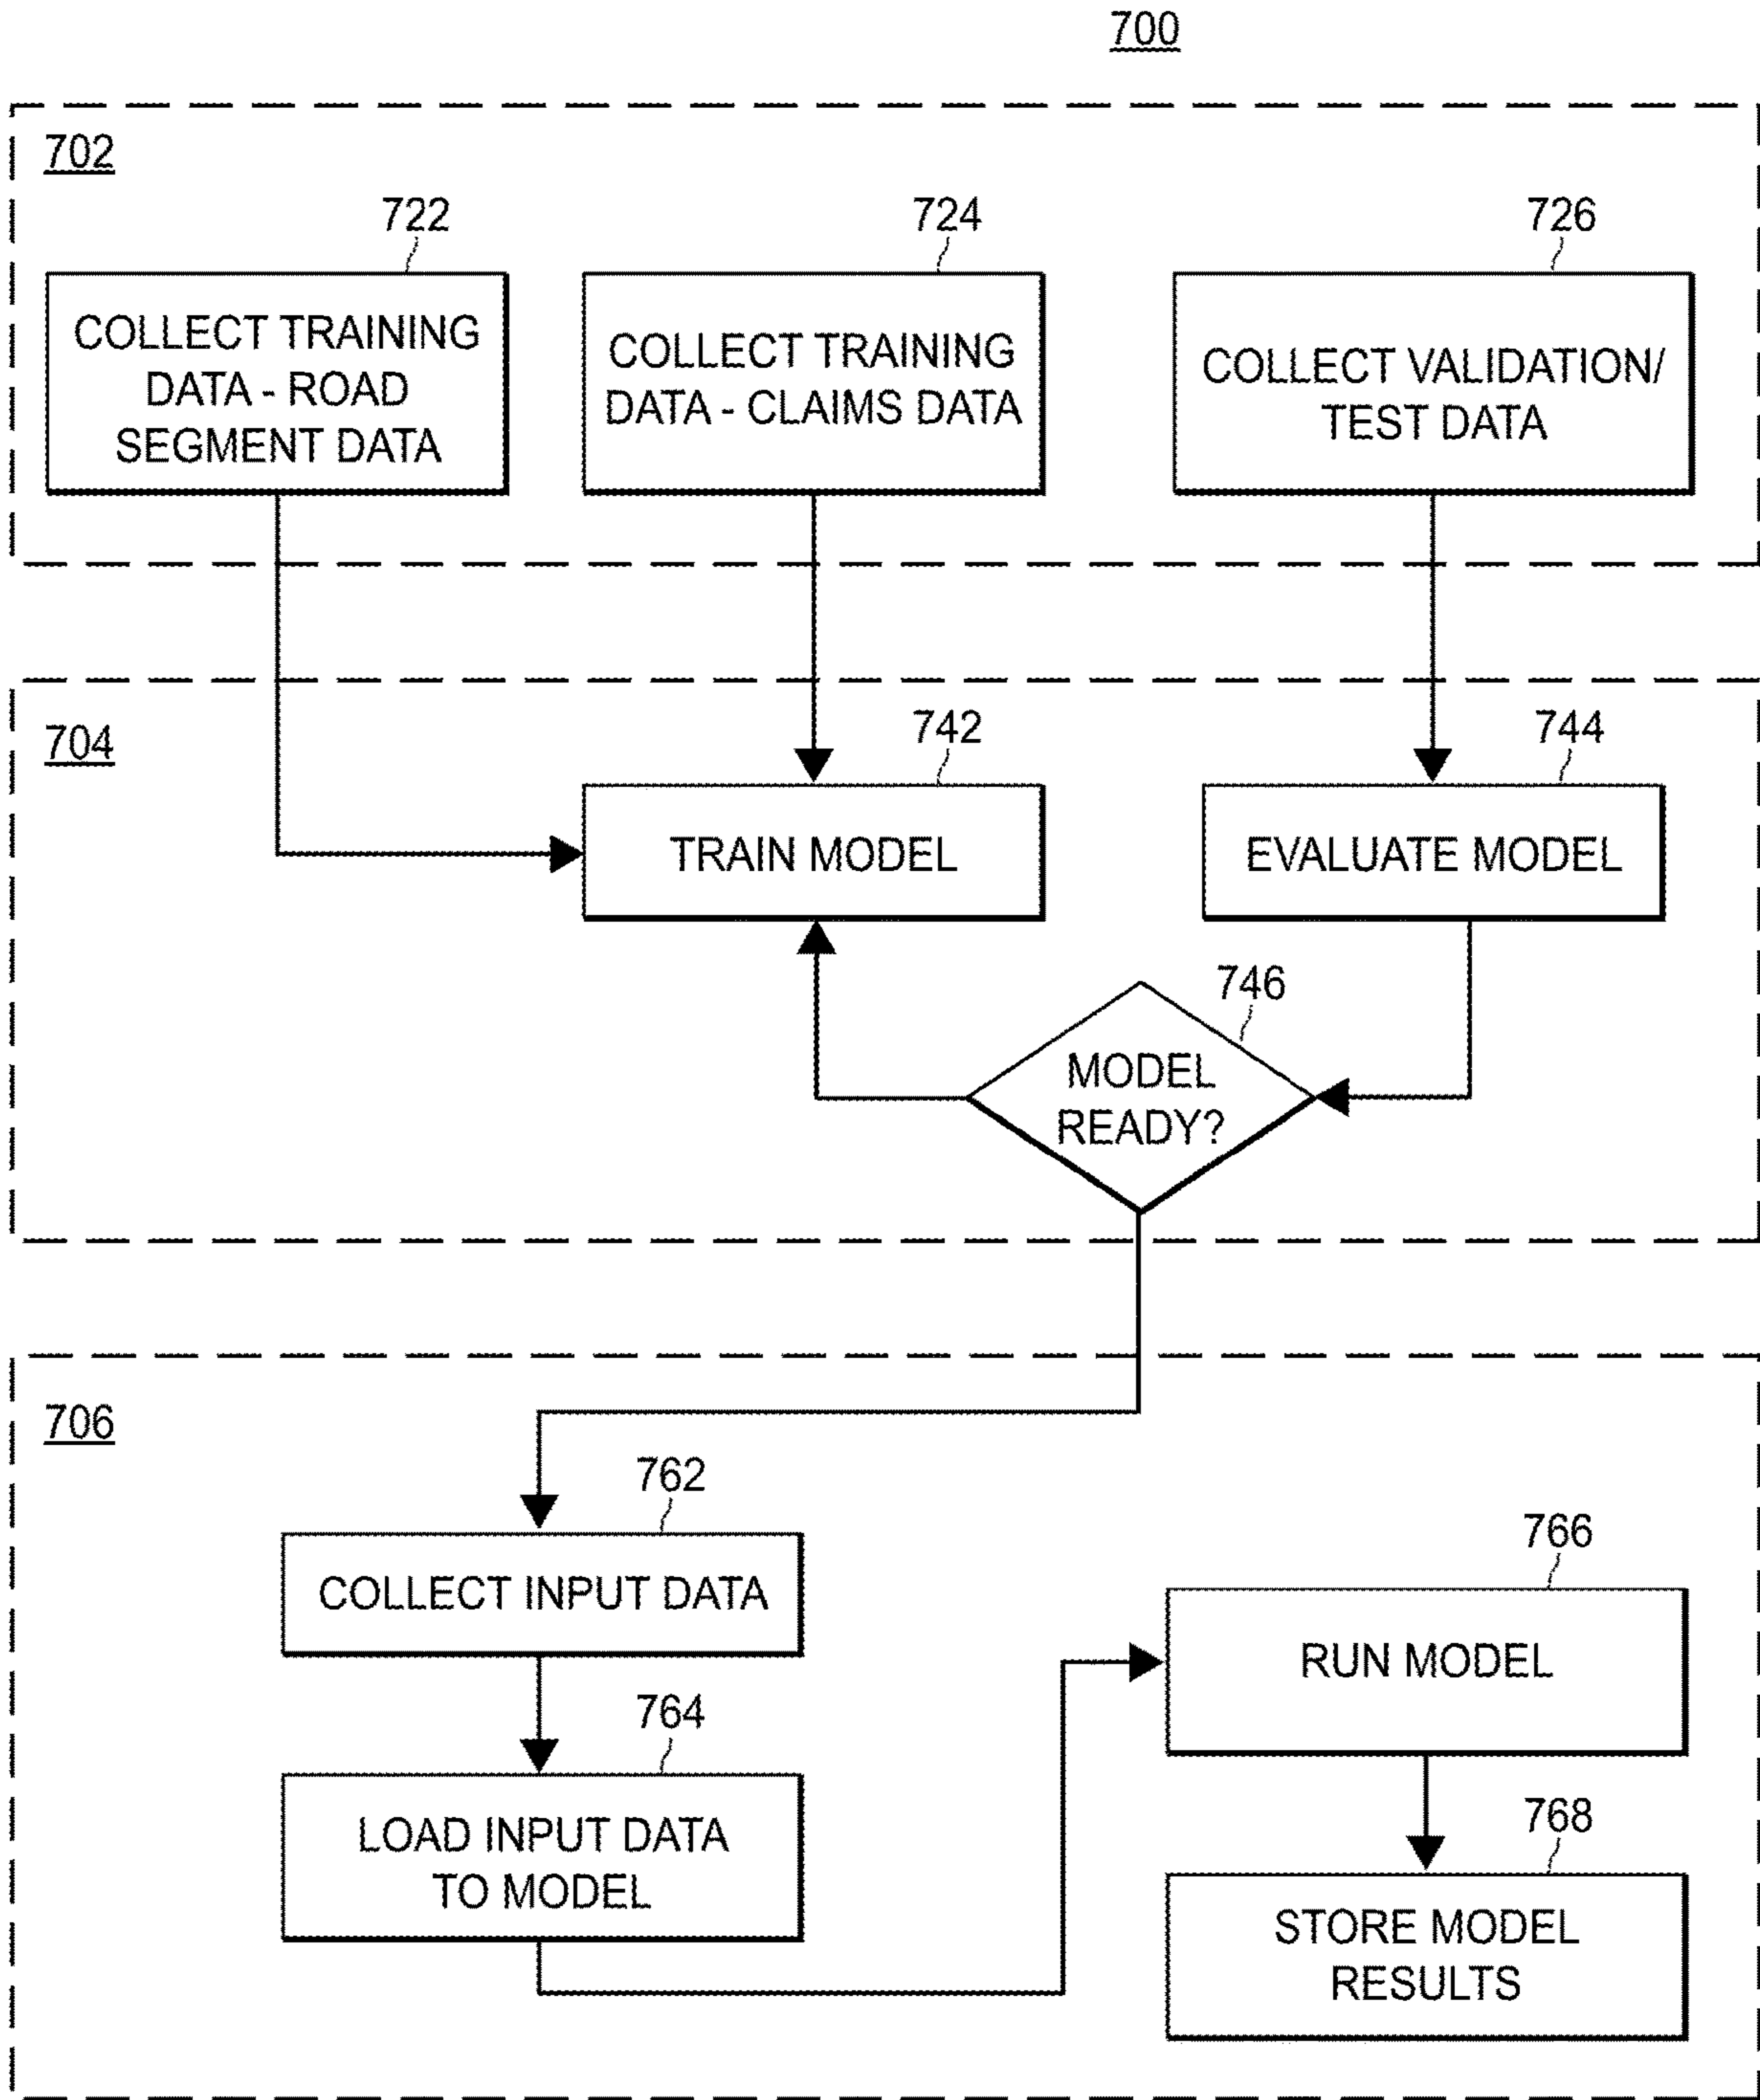 700
702
722
724
726
COLLECT TRAINING
DATA - ROAD
SEGMENT DATA
COLLECT TRAINING
DATA - CLAIMS DATA
COLLECT VALIDATION/
TEST DATA
704
742
744
TRAIN MODEL
EVALUATE MODEL
746
MODEL
READY?
706
762
COLLECT INPUT DATA
764
LOAD INPUT DATA
TO MODEL
766
RUN MODEL
768
STORE MODEL
RESULTS